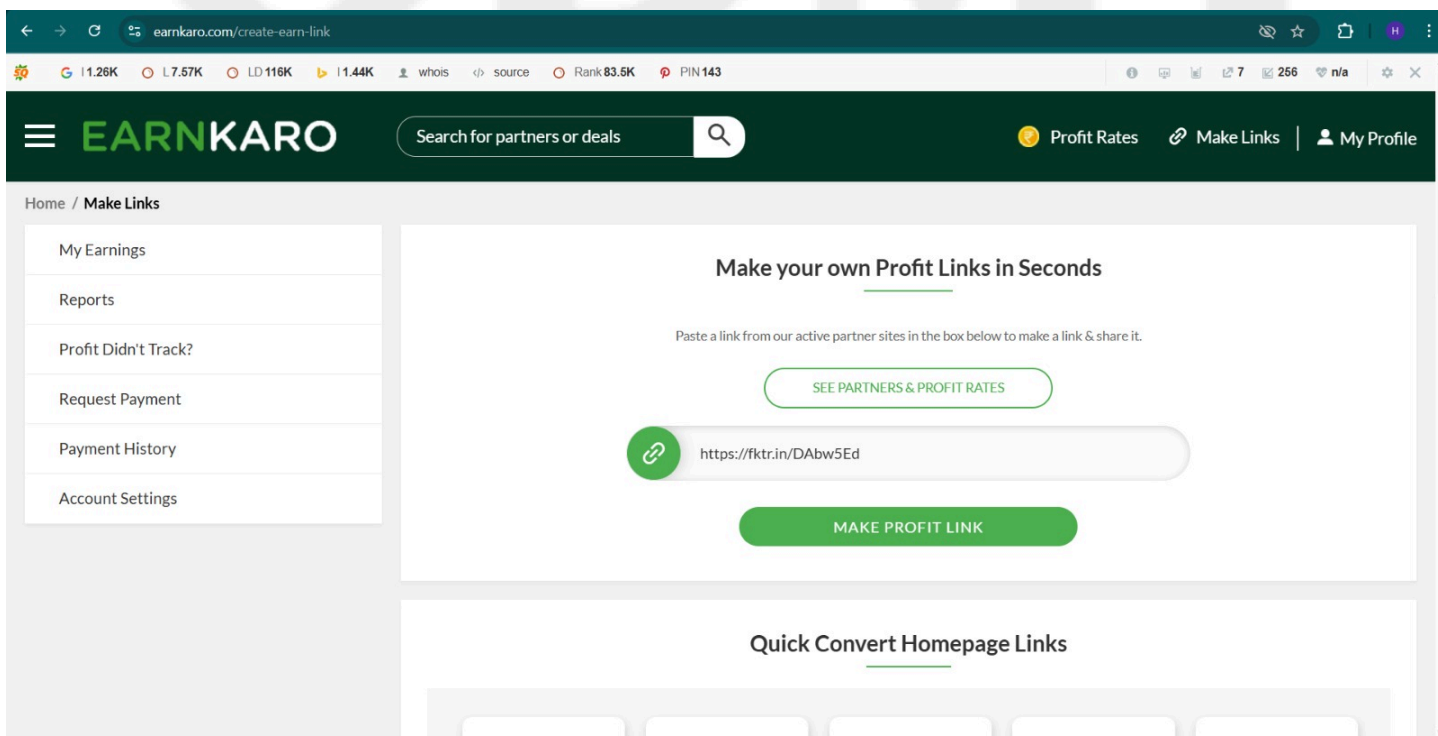 earnkaro.com/create-earn-link
I 1.26K L 7.57K LD 116K I 1.44K whois </> source Rank 83.5K PIN 143 7 256 n/a
EARNKARO Search for partners or deals Profit Rates Make Links | My Profile
Home / Make Links
My Earnings
Reports
Profit Didn't Track?
Request Payment
Payment History
Account Settings
Make your own Profit Links in Seconds
Paste a link from our active partner sites in the box below to make a link & share it.
SEE PARTNERS & PROFIT RATES
https://fktr.in/DAbw5Ed
MAKE PROFIT LINK
Quick Convert Homepage Links